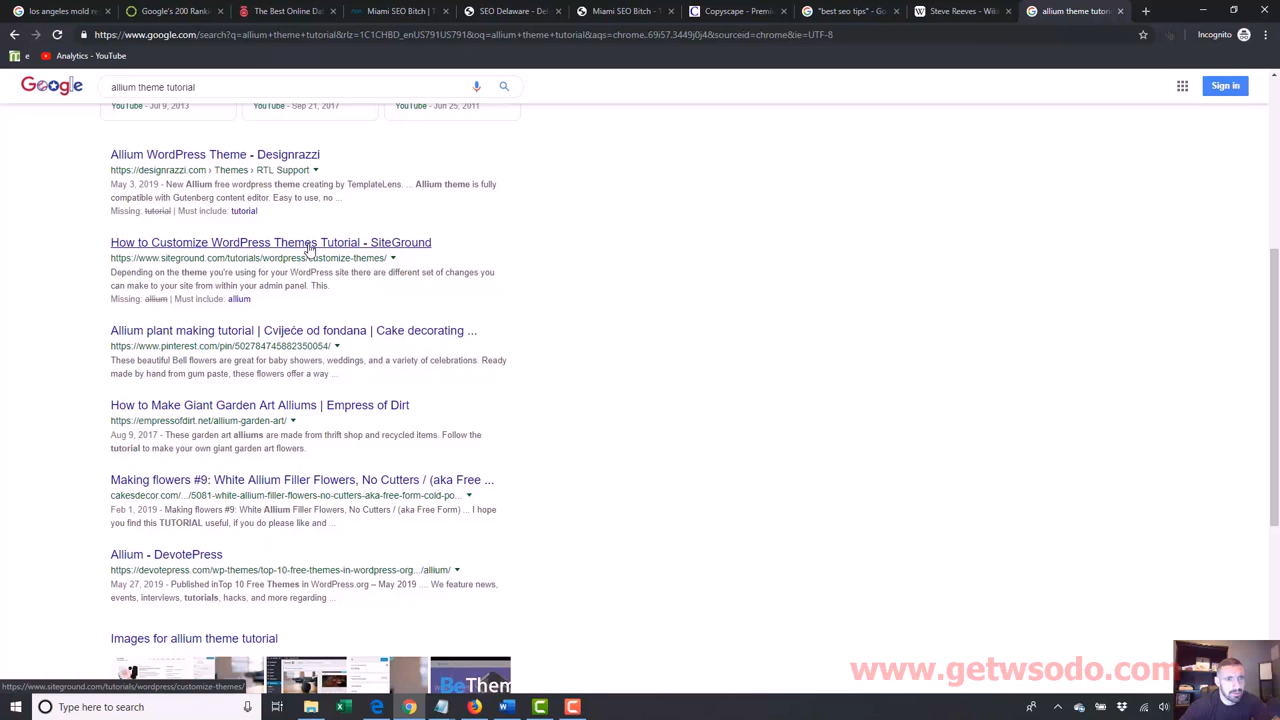 los angeles mold re
The Best Online Dat
Miami SEO Bitch | T
SEO Delaware - Del
Miami SEO Bitch - T
Copyscape - Premiu
"best seo tips" - Go
Steve Reeves – Wiki
allium theme tutori
https://www.google.com/search?q=allium+theme+tutorial&rlz=1C1CHBD_enUS791US791&oq=allium+theme+tutorial&aqs=chrome..69i57.3449j0j4&sourceid=chrome&ie=UTF-8
Incognito
e
Analytics - YouTube
Google
allium theme tutorial
Sign in
YouTube - Jul 9, 2013
YouTube - Sep 21, 2017
YouTube - Jun 25, 2011
Allium WordPress Theme - Designrazzi
https://designrazzi.com › Themes › RTL Support
May 3, 2019 - New Allium free wordpress theme creating by TemplateLens. ... Allium theme is fully
compatible with Gutenberg content editor. Easy to use, no ...
Missing: tutorial | Must include: tutorial
How to Customize WordPress Themes Tutorial - SiteGround
https://www.siteground.com/tutorials/wordpress/customize-themes/
Depending on the theme you're using for your WordPress site there are different set of changes you
can make to your site from within your admin panel. This.
Missing: allium | Must include: allium
Allium plant making tutorial | Cvijeće od fondana | Cake decorating ...
https://www.pinterest.com/pin/502784745882350054/
These beautiful Bell flowers are great for baby showers, weddings, and a variety of celebrations. Ready
made by hand from gum paste, these flowers offer a way ...
How to Make Giant Garden Art Alliums | Empress of Dirt
https://empressofdirt.net/allium-garden-art/
Aug 9, 2017 - These garden art alliums are made from thrift shop and recycled items. Follow the
tutorial to make your own giant garden art flowers.
Making flowers #9: White Allium Filler Flowers, No Cutters / (aka Free ...
cakesdecor.com/.../5081-white-allium-filler-flowers-no-cutters-aka-free-form-cold-po...
Feb 1, 2019 - Making flowers #9: White Allium Filler Flowers, No Cutters / (aka Free Form) ... I hope
you find this TUTORIAL useful, if you do please like and ...
Allium - DevotePress
https://devotepress.com/wp-themes/top-10-free-themes-in-wordpress-org.../allium/
May 27, 2019 - Published inTop 10 Free Themes in WordPress.org – May 2019 .... We feature news,
events, interviews, tutorials, hacks, and more regarding ...
Images for allium theme tutorial
BeThem
www.getwsodo.com
https://www.siteground.com/tutorials/wordpress/customize-themes/
Type here to search